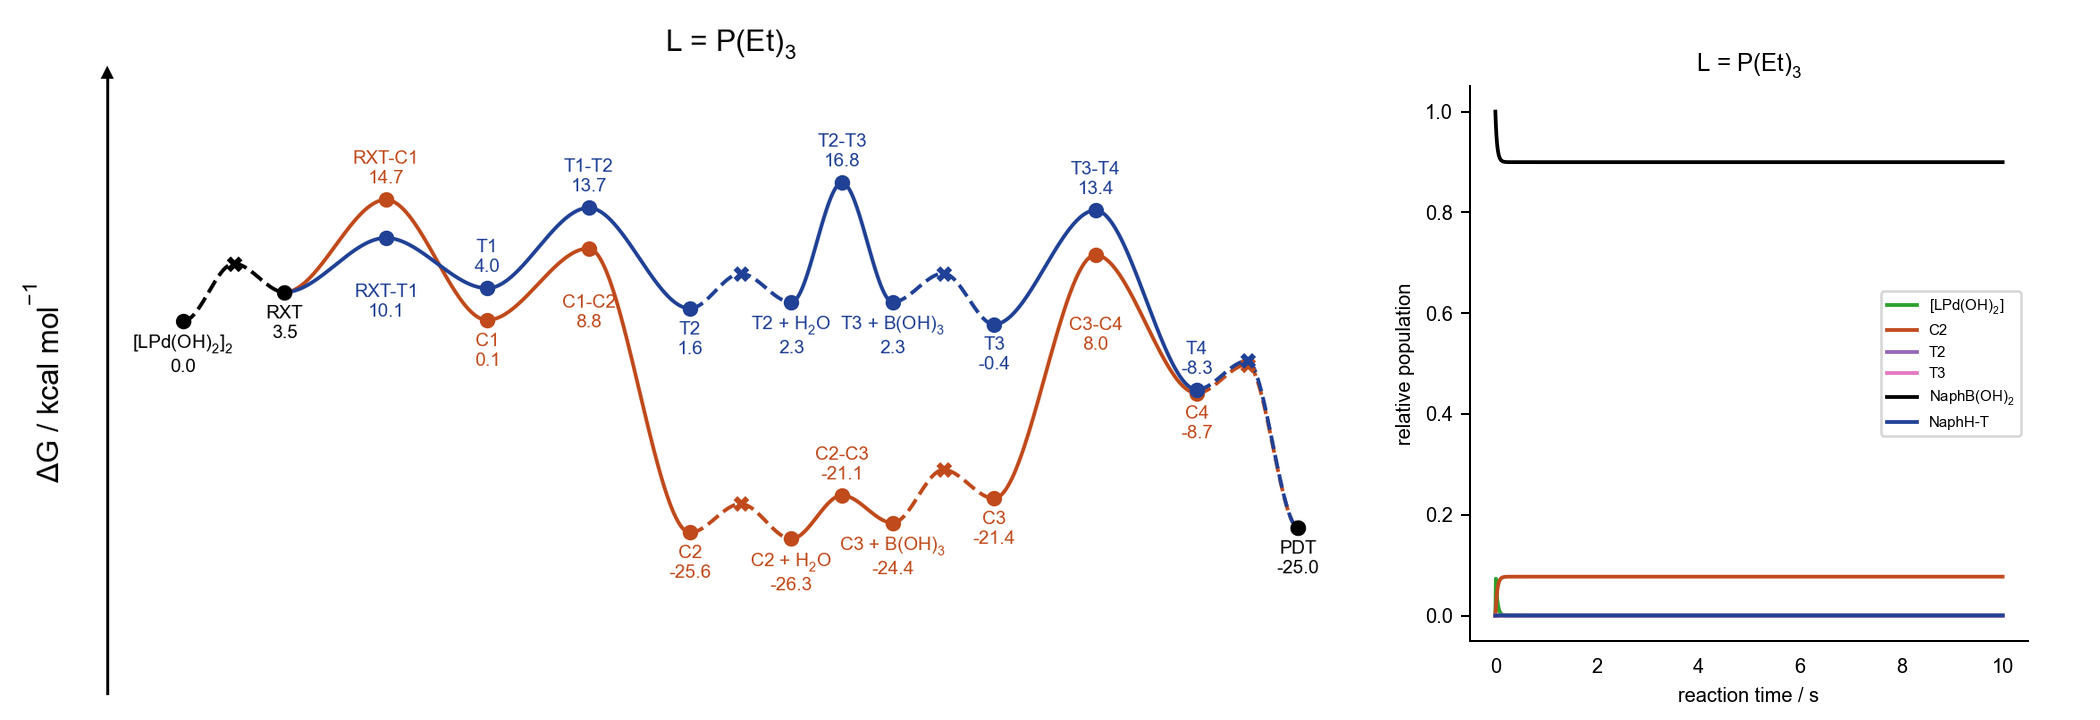 L = P(Et)₃
ΔG / kcal mol⁻¹
[LPd(OH)₂]₂
0.0
RXT
3.5
RXT-C1
14.7
RXT-T1
10.1
T1
4.0
C1
0.1
T1-T2
13.7
C1-C2
8.8
T2
1.6
C2
-25.6
T2 + H₂O
2.3
C2 + H₂O
-26.3
T2-T3
16.8
C2-C3
-21.1
T3 + B(OH)₃
2.3
C3 + B(OH)₃
-24.4
T3
-0.4
C3
-21.4
T3-T4
13.4
C3-C4
8.0
T4
-8.3
C4
-8.7
PDT
-25.0
L = P(Et)₃
relative population
1.0
0.8
0.6
0.4
0.2
0.0
[LPd(OH)₂]
C2
T2
T3
NaphB(OH)₂
NaphH-T
0 2 4 6 8 10
reaction time / s